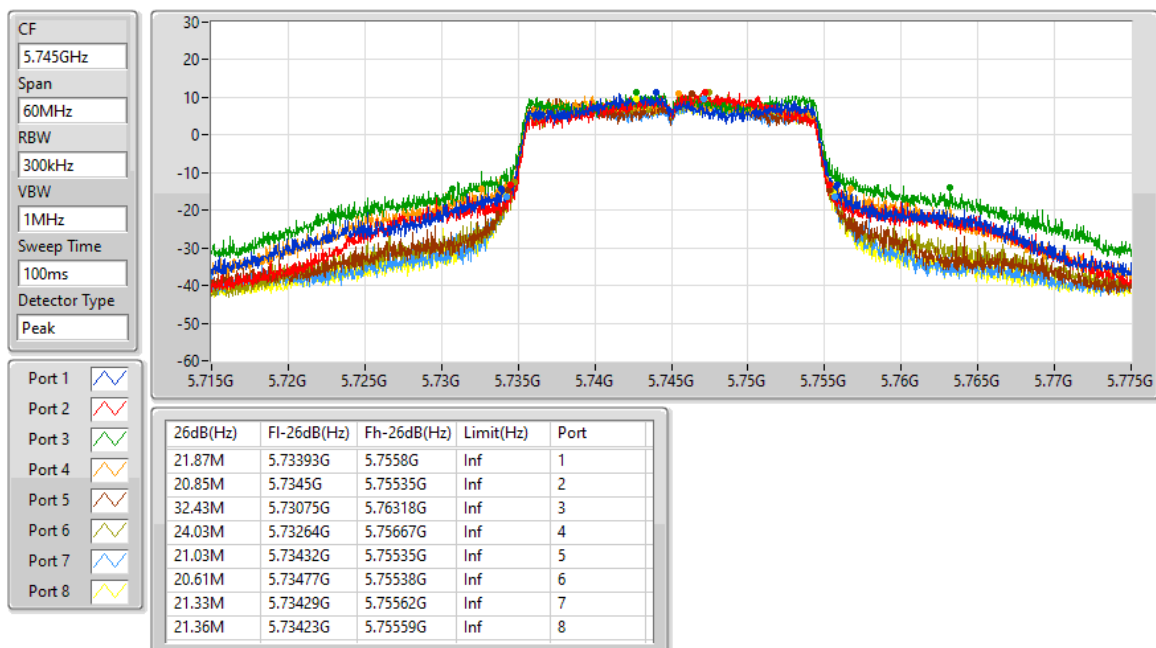 CF
5.745GHz
Span
60MHz
RBW
300kHz
VBW
1MHz
Sweep Time
100ms
Detector Type
Peak
Port 1
Port 2
Port 3
Port 4
Port 5
Port 6
Port 7
Port 8
30
20
10
0
-10
-20
-30
-40
-50
-60
5.715G 5.72G 5.725G 5.73G 5.735G 5.74G 5.745G 5.75G 5.755G 5.76G 5.765G 5.77G 5.775G
26dB(Hz) Fl-26dB(Hz) Fh-26dB(Hz) Limit(Hz) Port
21.87M 5.73393G 5.7558G Inf 1
20.85M 5.7345G 5.75535G Inf 2
32.43M 5.73075G 5.76318G Inf 3
24.03M 5.73264G 5.75667G Inf 4
21.03M 5.73432G 5.75535G Inf 5
20.61M 5.73477G 5.75538G Inf 6
21.33M 5.73429G 5.75562G Inf 7
21.36M 5.73423G 5.75559G Inf 8